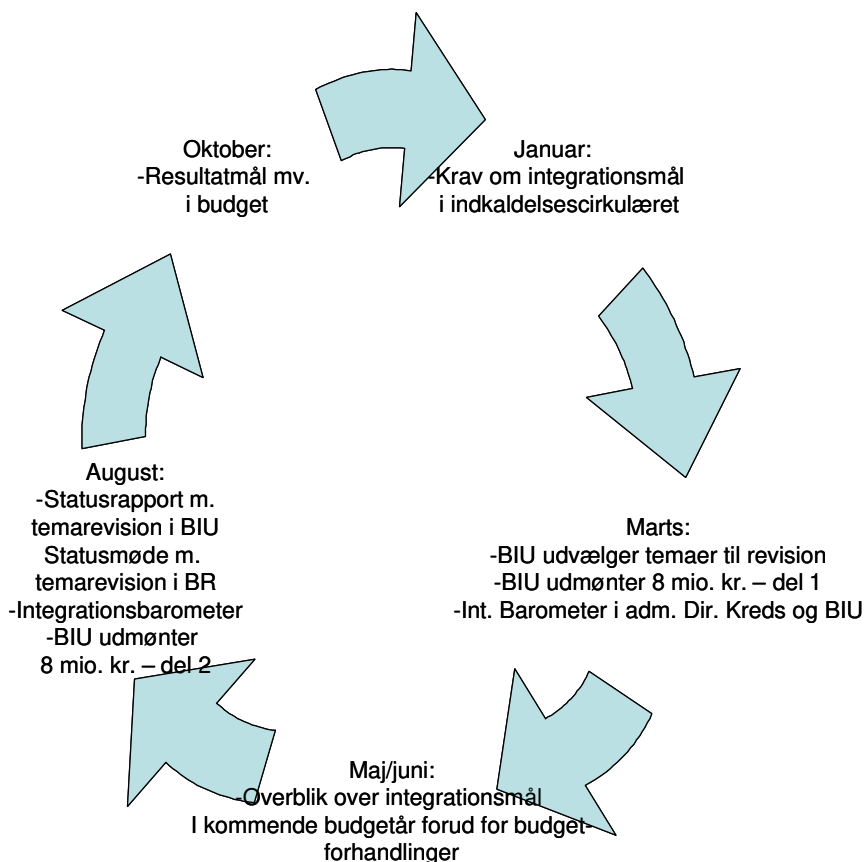 Oktober:
-Resultatmål mv.
i budget
Januar:
-Krav om integrationsmål
i indkaldelsescirkulæret
Marts:
-BIU udvælger temaer til revision
-BIU udmønter 8 mio. kr. – del 1
-Int. Barometer i adm. Dir. Kreds og BIU
Maj/juni:
-Overblik over integrationsmål
I kommende budgetår forud for budget-
forhandlinger
August:
-Statusrapport m.
temarevision i BIU
Statusmøde m.
temarevision i BR
-Integrationsbarometer
-BIU udmønter
8 mio. kr. – del 2